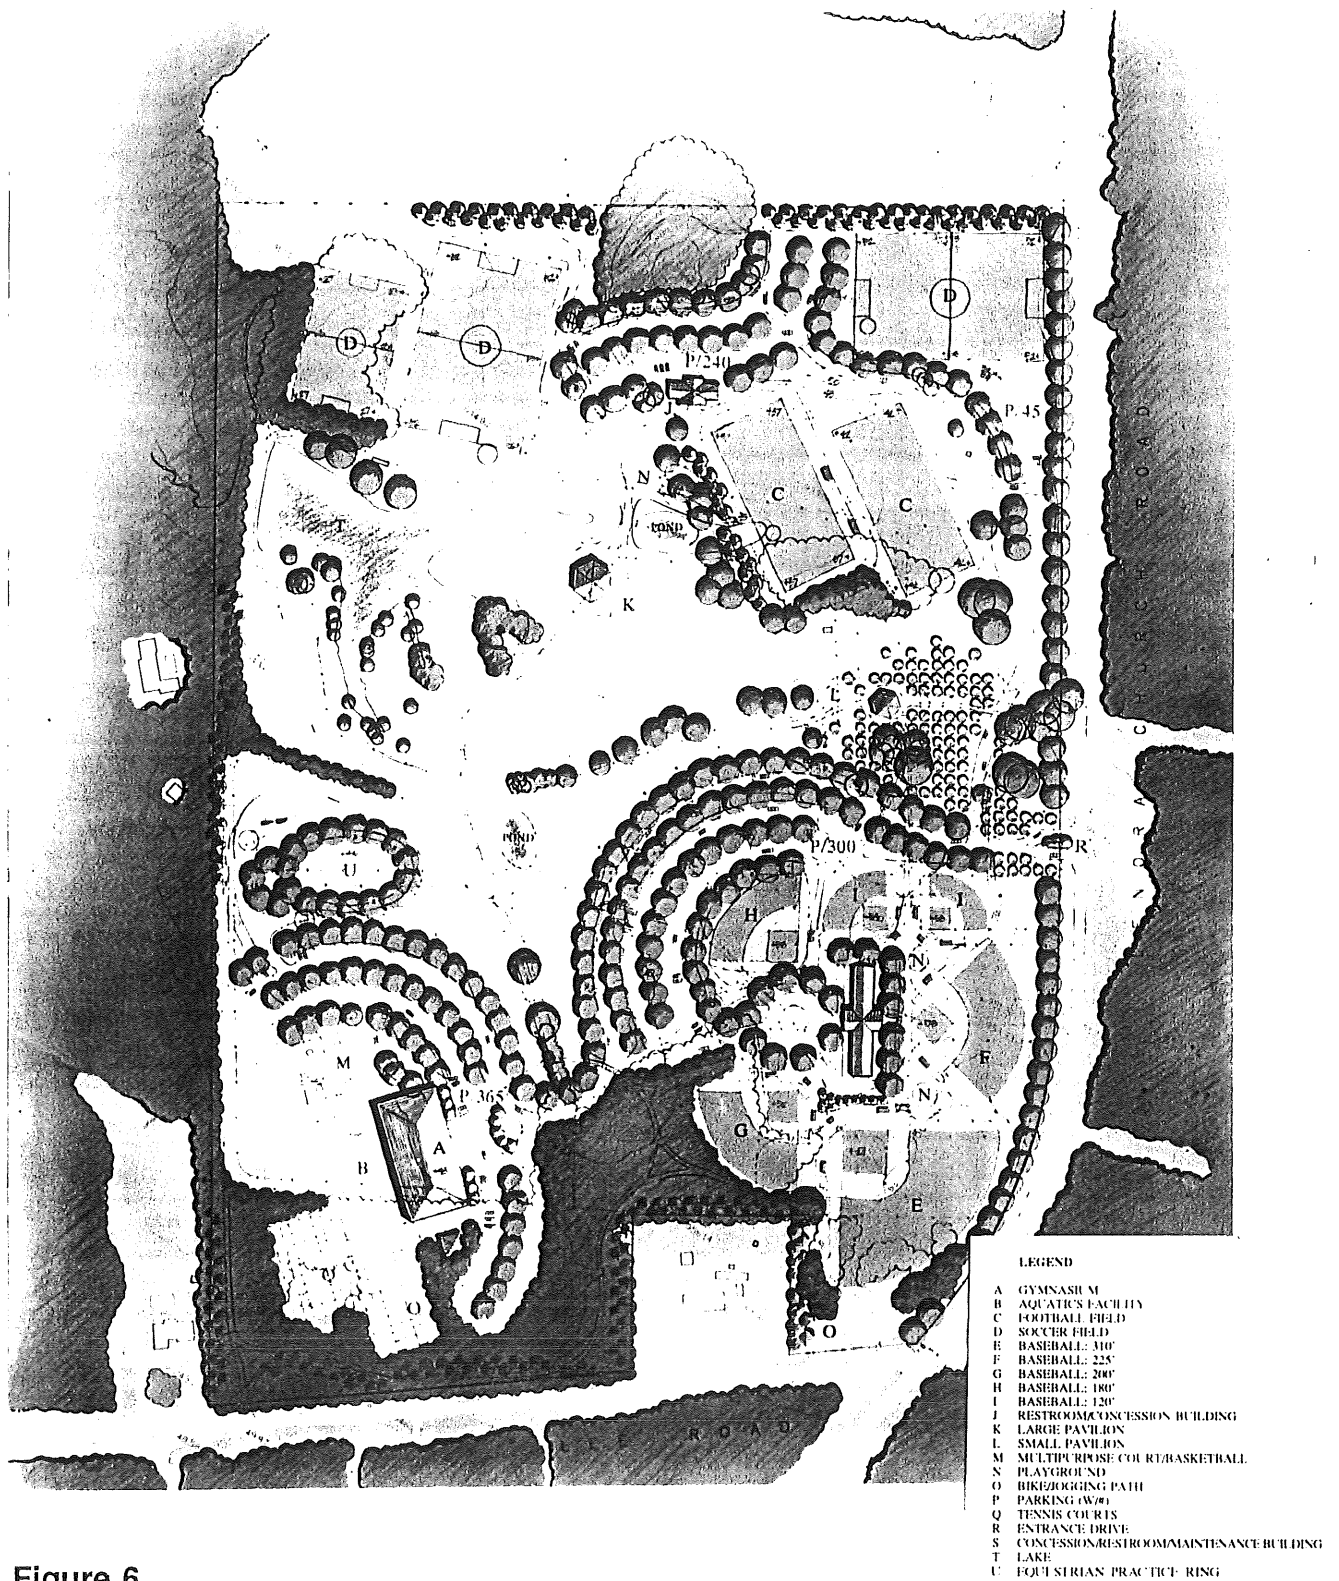 D
D
D
P/240
J
P. 45
N
C
C
POND
T
K
L
CHURCH ROAD
POND
P/300
R
U
H
I
I
N
M
F
P. 365
N
G
A
B
E
Q
O
O
ROAD
LEGEND
A GYMNASIUM
B AQUATICS FACILITY
C FOOTBALL FIELD
D SOCCER FIELD
E BASEBALL: 310'
F BASEBALL: 225'
G BASEBALL: 200'
H BASEBALL: 180'
I BASEBALL: 120'
J RESTROOM/CONCESSION BUILDING
K LARGE PAVILION
L SMALL PAVILION
M MULTIPURPOSE COURT/BASKETBALL
N PLAYGROUND
O BIKE/JOGGING PATH
P PARKING (W/#)
Q TENNIS COURTS
R ENTRANCE DRIVE
S CONCESSION/RESTROOM/MAINTENANCE BUILDING
T LAKE
U EQUESTRIAN PRACTICE RING
Figure 6